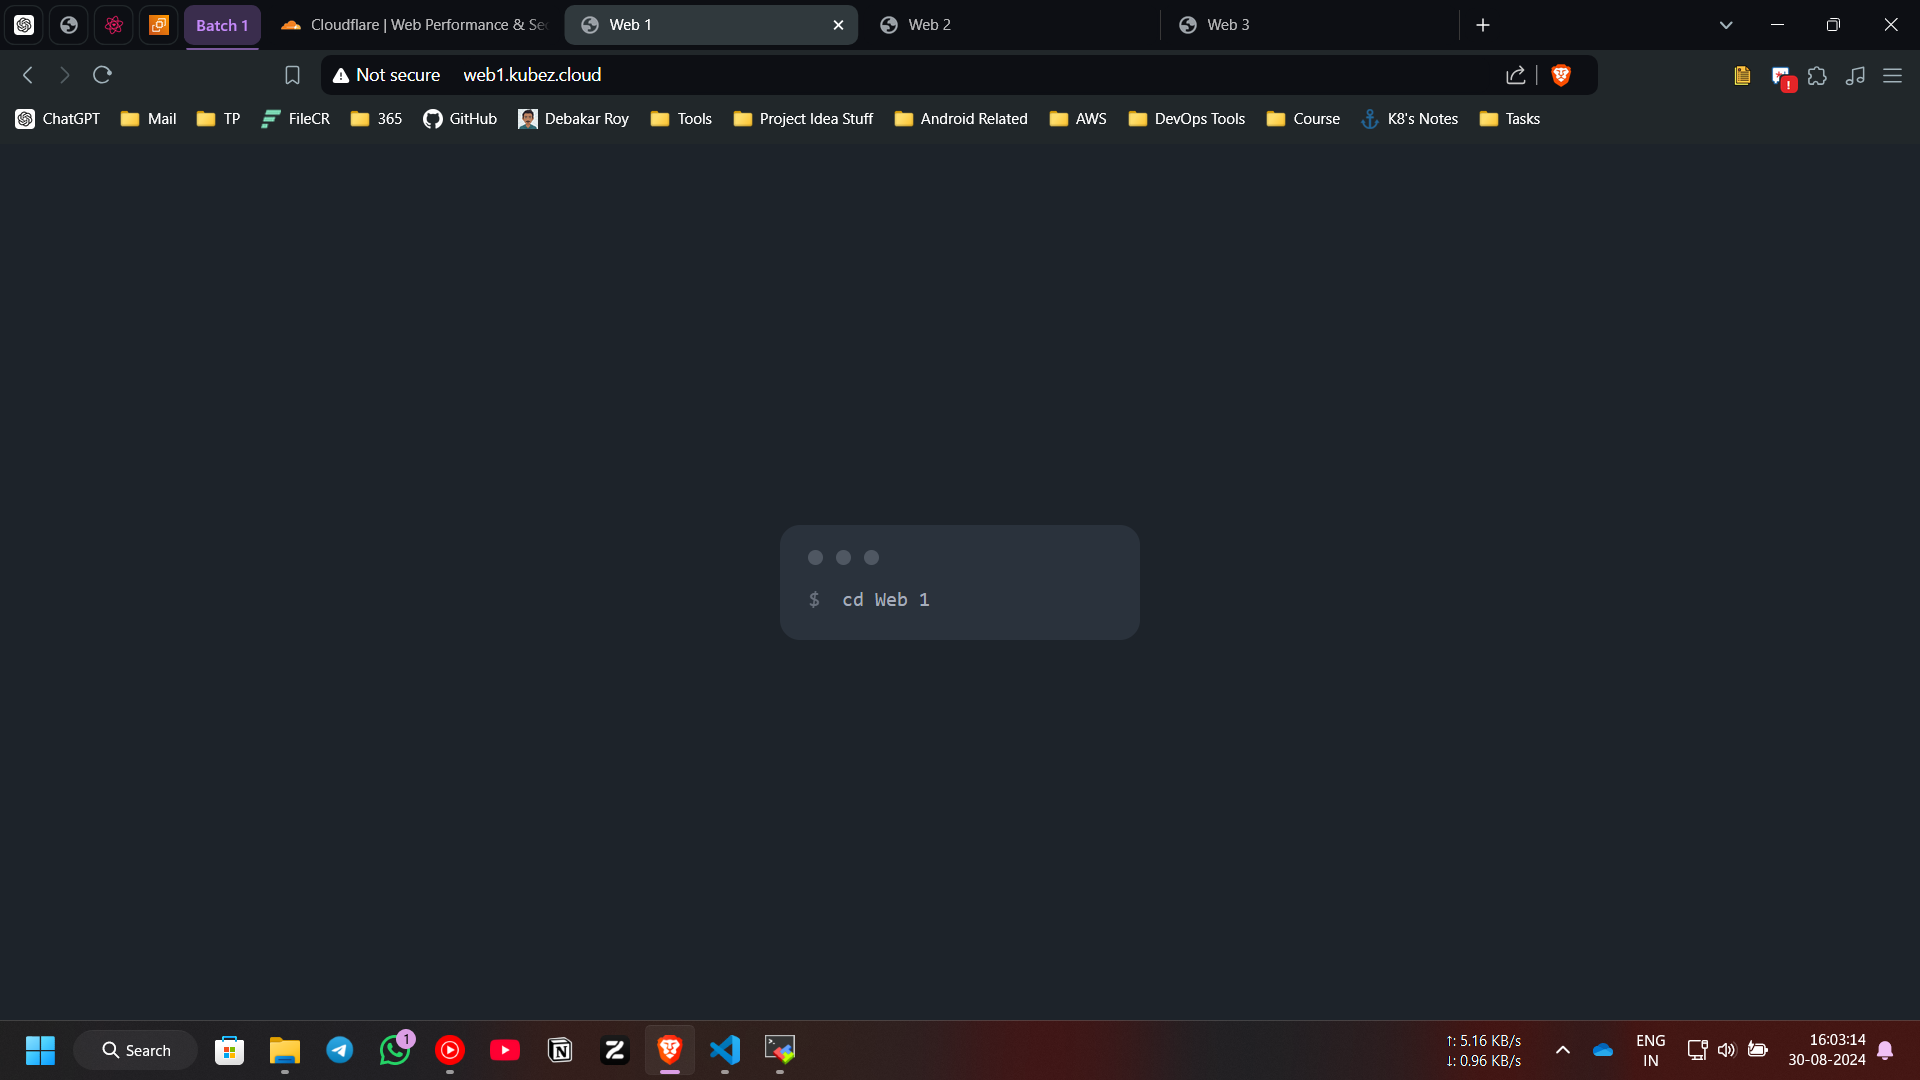 Batch 1
Cloudflare | Web Performance & Sec
Web 1
Web 2
Web 3
Not secure
web1.kubez.cloud
ChatGPT
Mail
TP
FileCR
365
GitHub
Debakar Roy
Tools
Project Idea Stuff
Android Related
AWS
DevOps Tools
Course
K8's Notes
Tasks
$ cd Web 1
Search
1
↑: 5.16 KB/s
↓: 0.96 KB/s
ENG
IN
16:03:14
30-08-2024